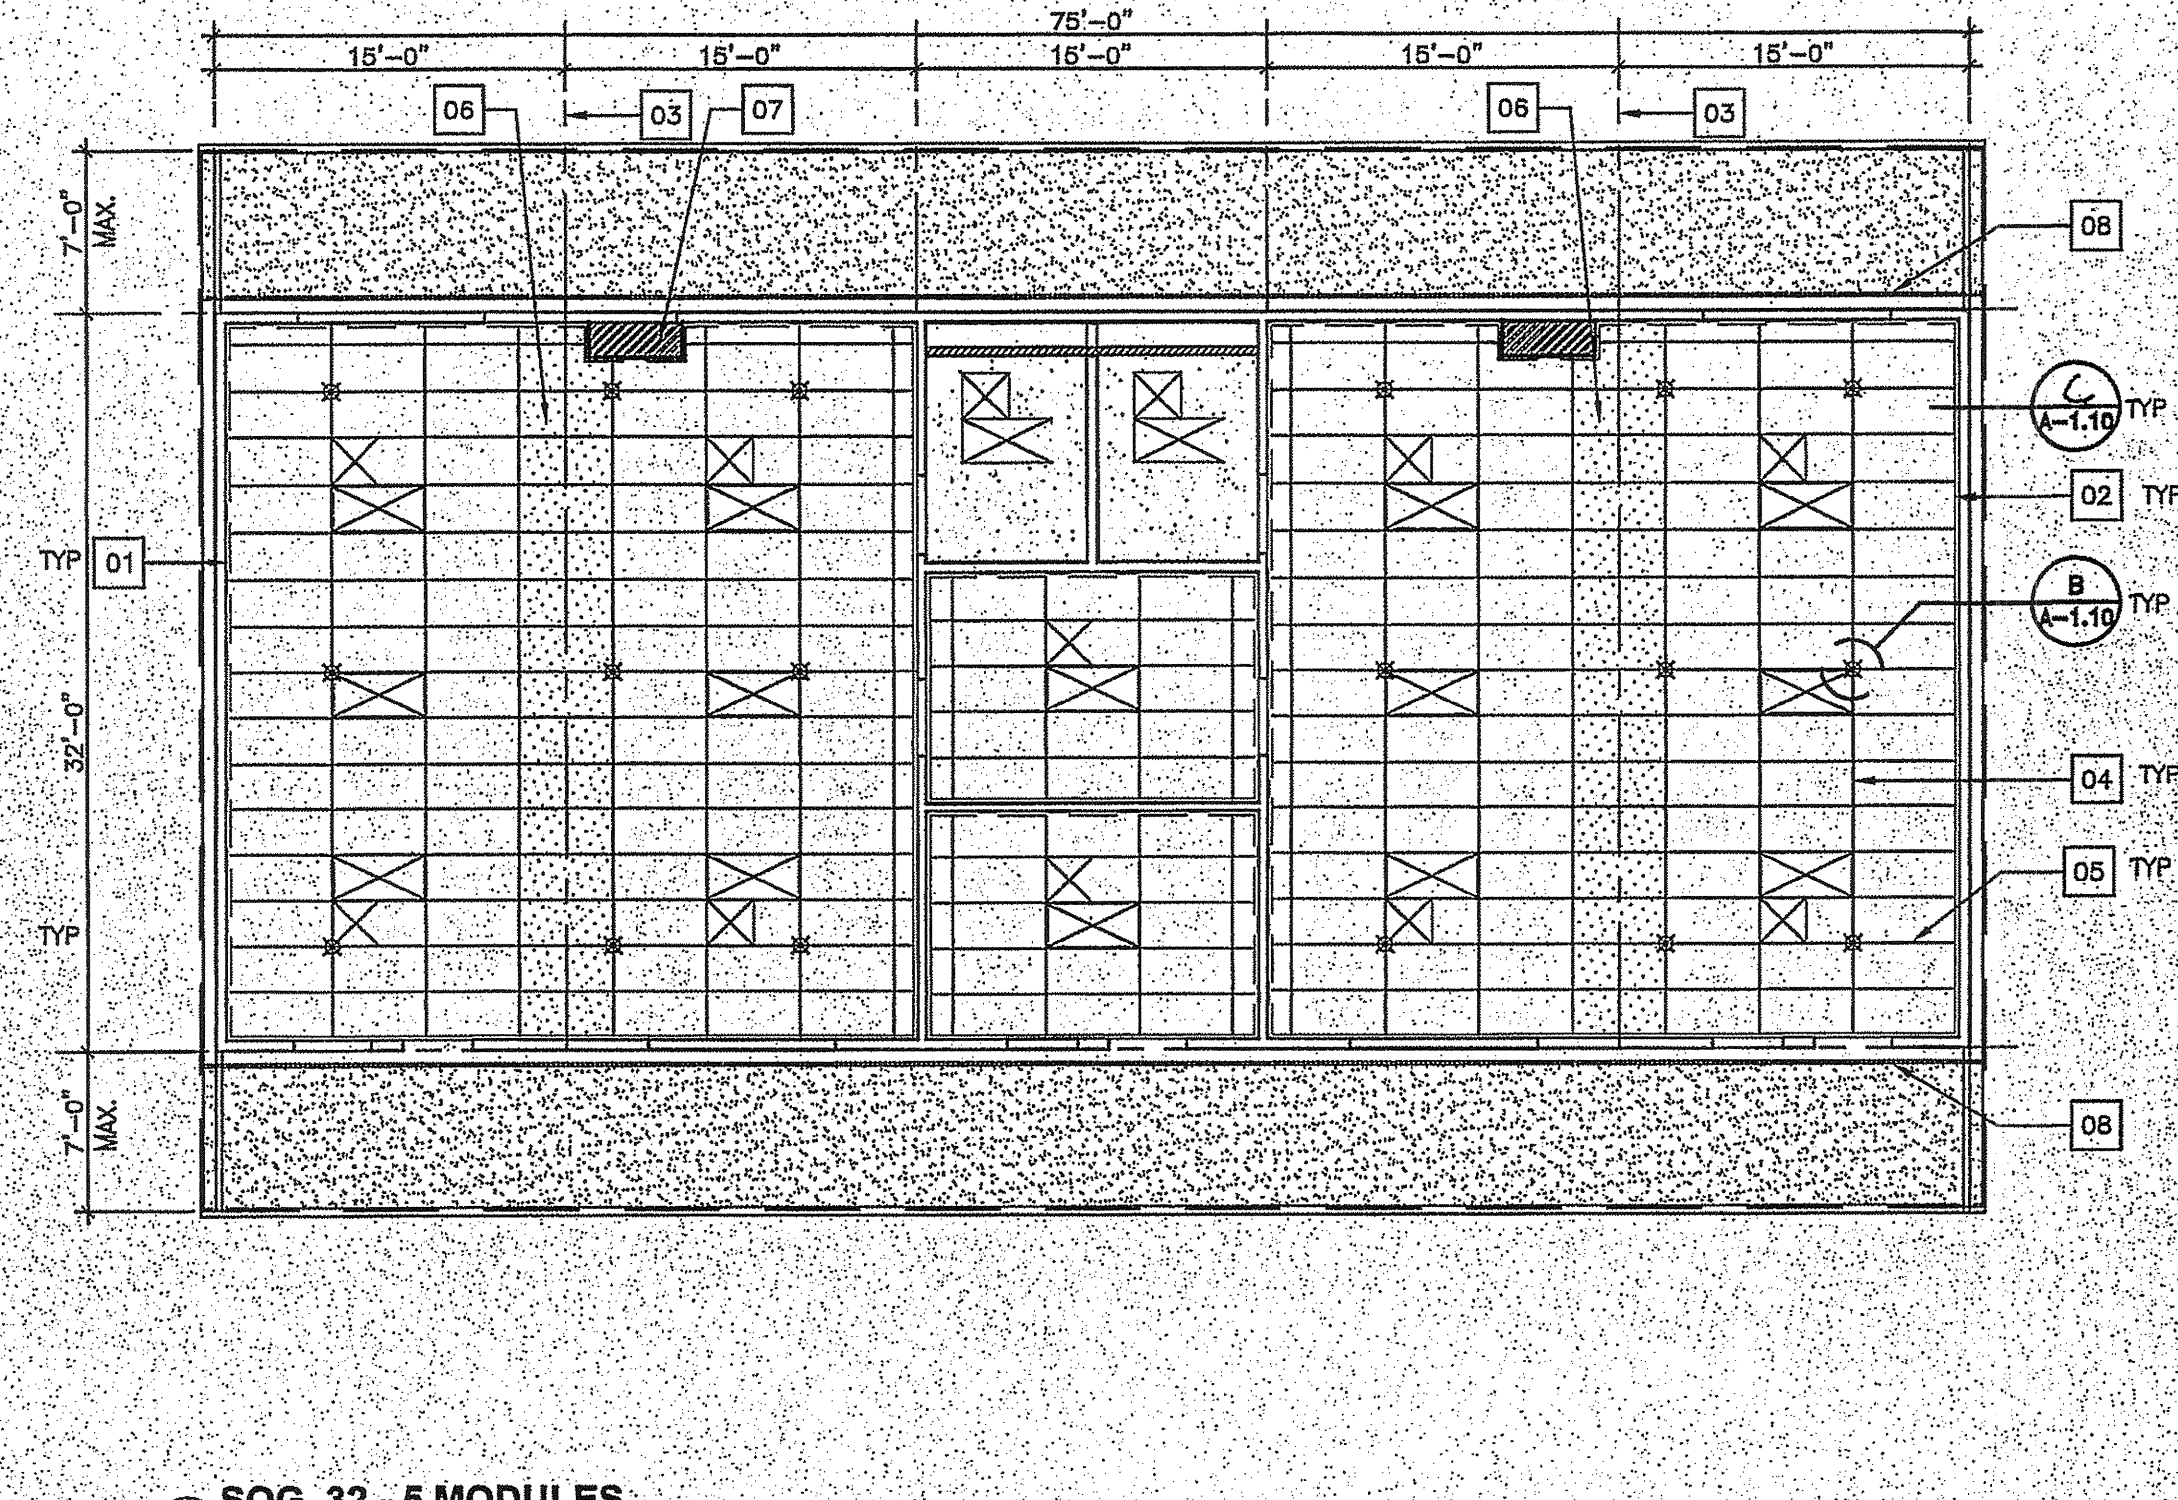 75'-0"
15'-0" 15'-0" 15'-0" 15'-0" 15'-0"
06 03 07 06 03
7'-0" MAX.
08
C
A-1.10 TYP
02 TYP
TYP 01
B
A-1.10 TYP
32'-0"
04 TYP
05 TYP
TYP
7'-0" MAX.
08
SOG 32 - 5 MODULES